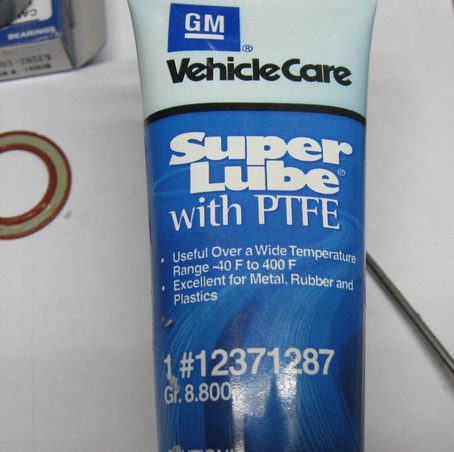 BEARINGS
GM
®
VehicleCare
Super
Lube®
with PTFE
• Useful Over a Wide Temperature
Range -40 F to 400 F
• Excellent for Metal, Rubber and
Plastics
1 #12371287
Gr. 8.800